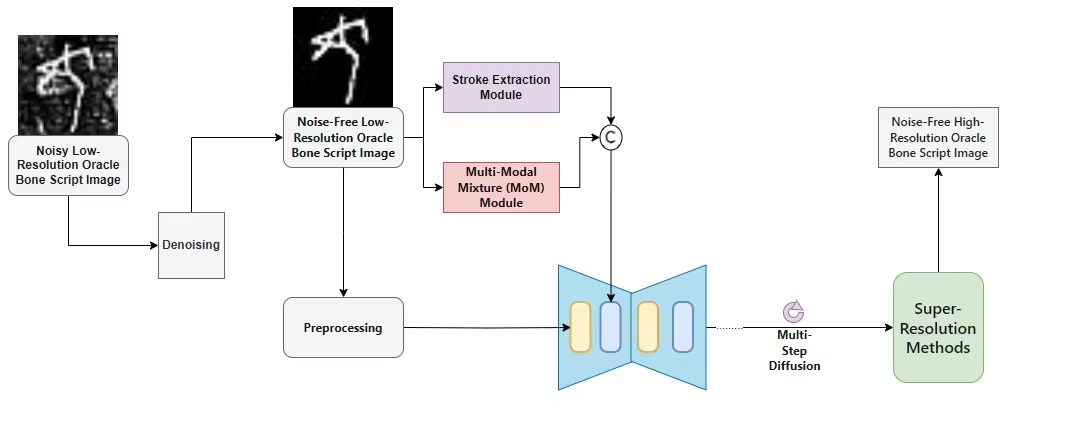 Noisy Low-
Resolution Oracle
Bone Script Image
Denoising
Noise-Free Low-
Resolution Oracle
Bone Script Image
Preprocessing
Stroke Extraction
Module
Multi-Modal
Mixture (MoM)
Module
C
Multi-
Step
Diffusion
Super-
Resolution
Methods
Noise-Free High-
Resolution Oracle
Bone Script Image